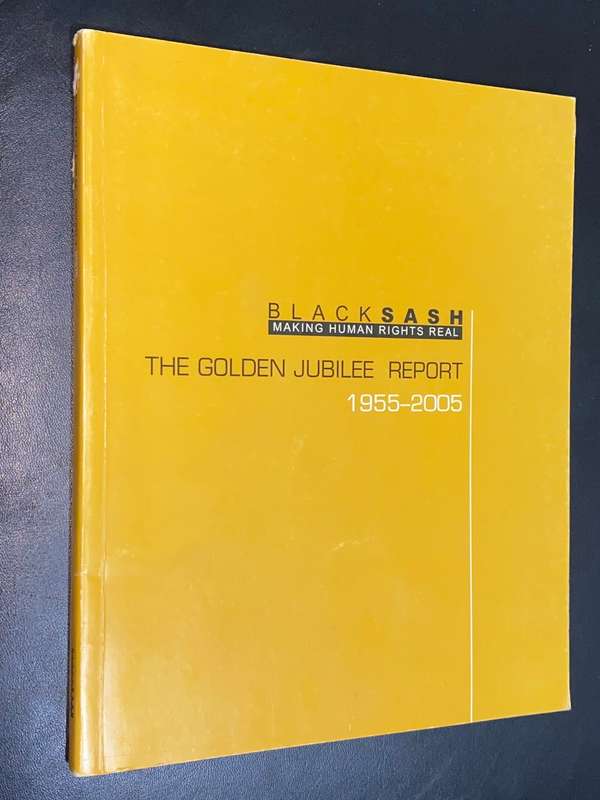 BLACKSASH
MAKING HUMAN RIGHTS REAL
THE GOLDEN JUBILEE REPORT
1955–2005